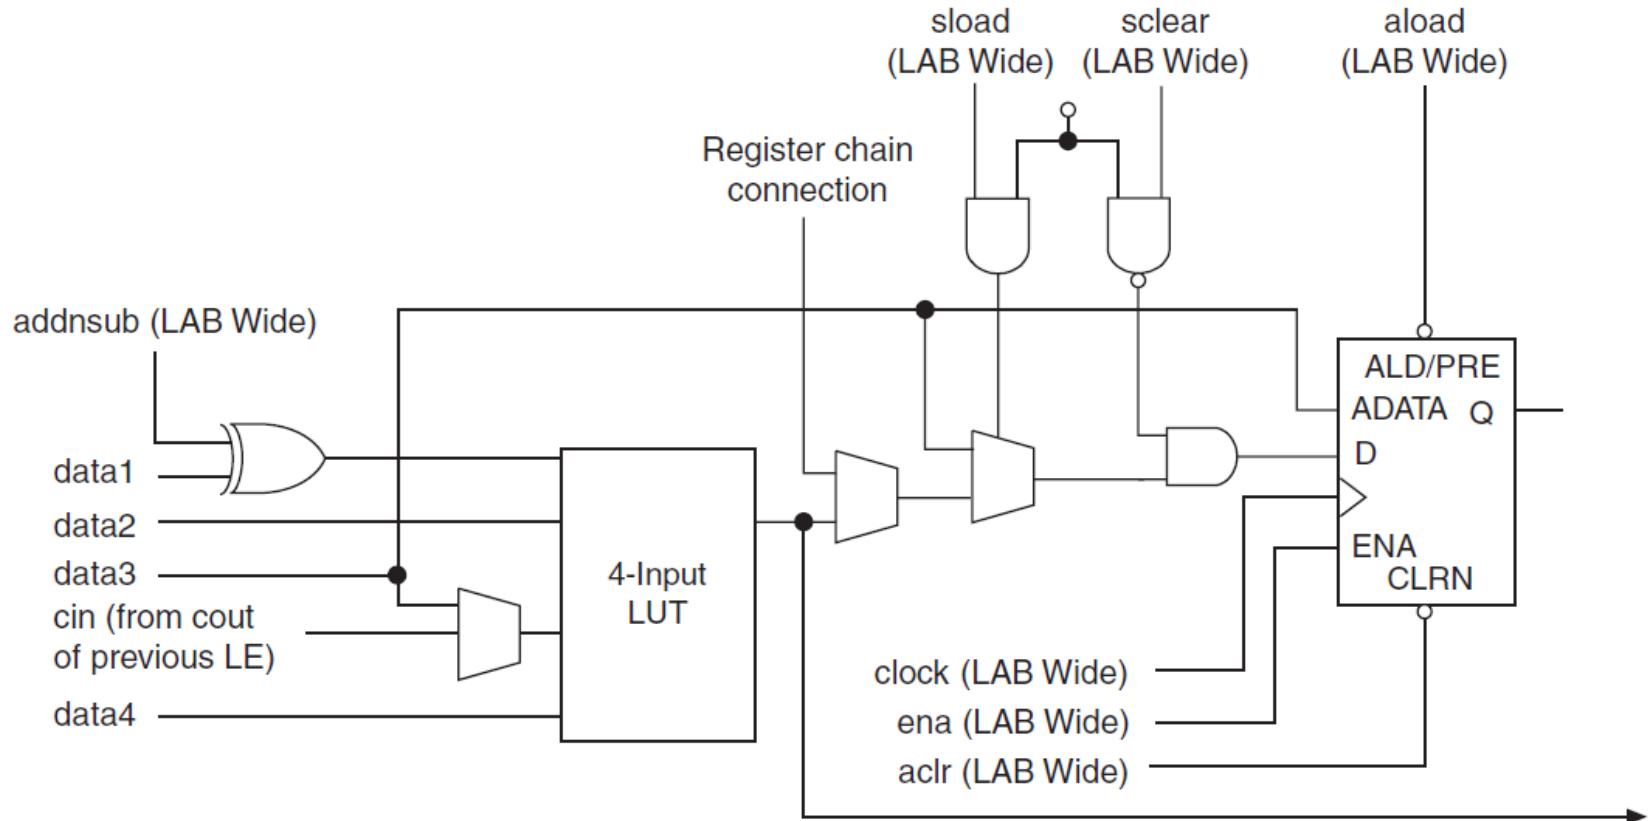 sload
(LAB Wide)
sclear
(LAB Wide)
aload
(LAB Wide)
Register chain
connection
addnsub (LAB Wide)
data1
data2
data3
cin (from cout
of previous LE)
data4
4-Input
LUT
ALD/PRE
ADATA
Q
D
ENA
CLRN
clock (LAB Wide)
ena (LAB Wide)
aclr (LAB Wide)